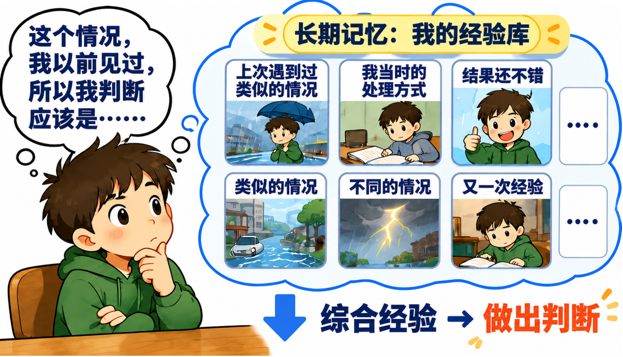 这个情况，
我以前见过，
所以我判断
应该是……
长期记忆：我的经验库
上次遇到过
类似的情况
我当时的
处理方式
结果还不错
····
类似的情况
不同的情况
又一次经验
····
综合经验 → 做出判断